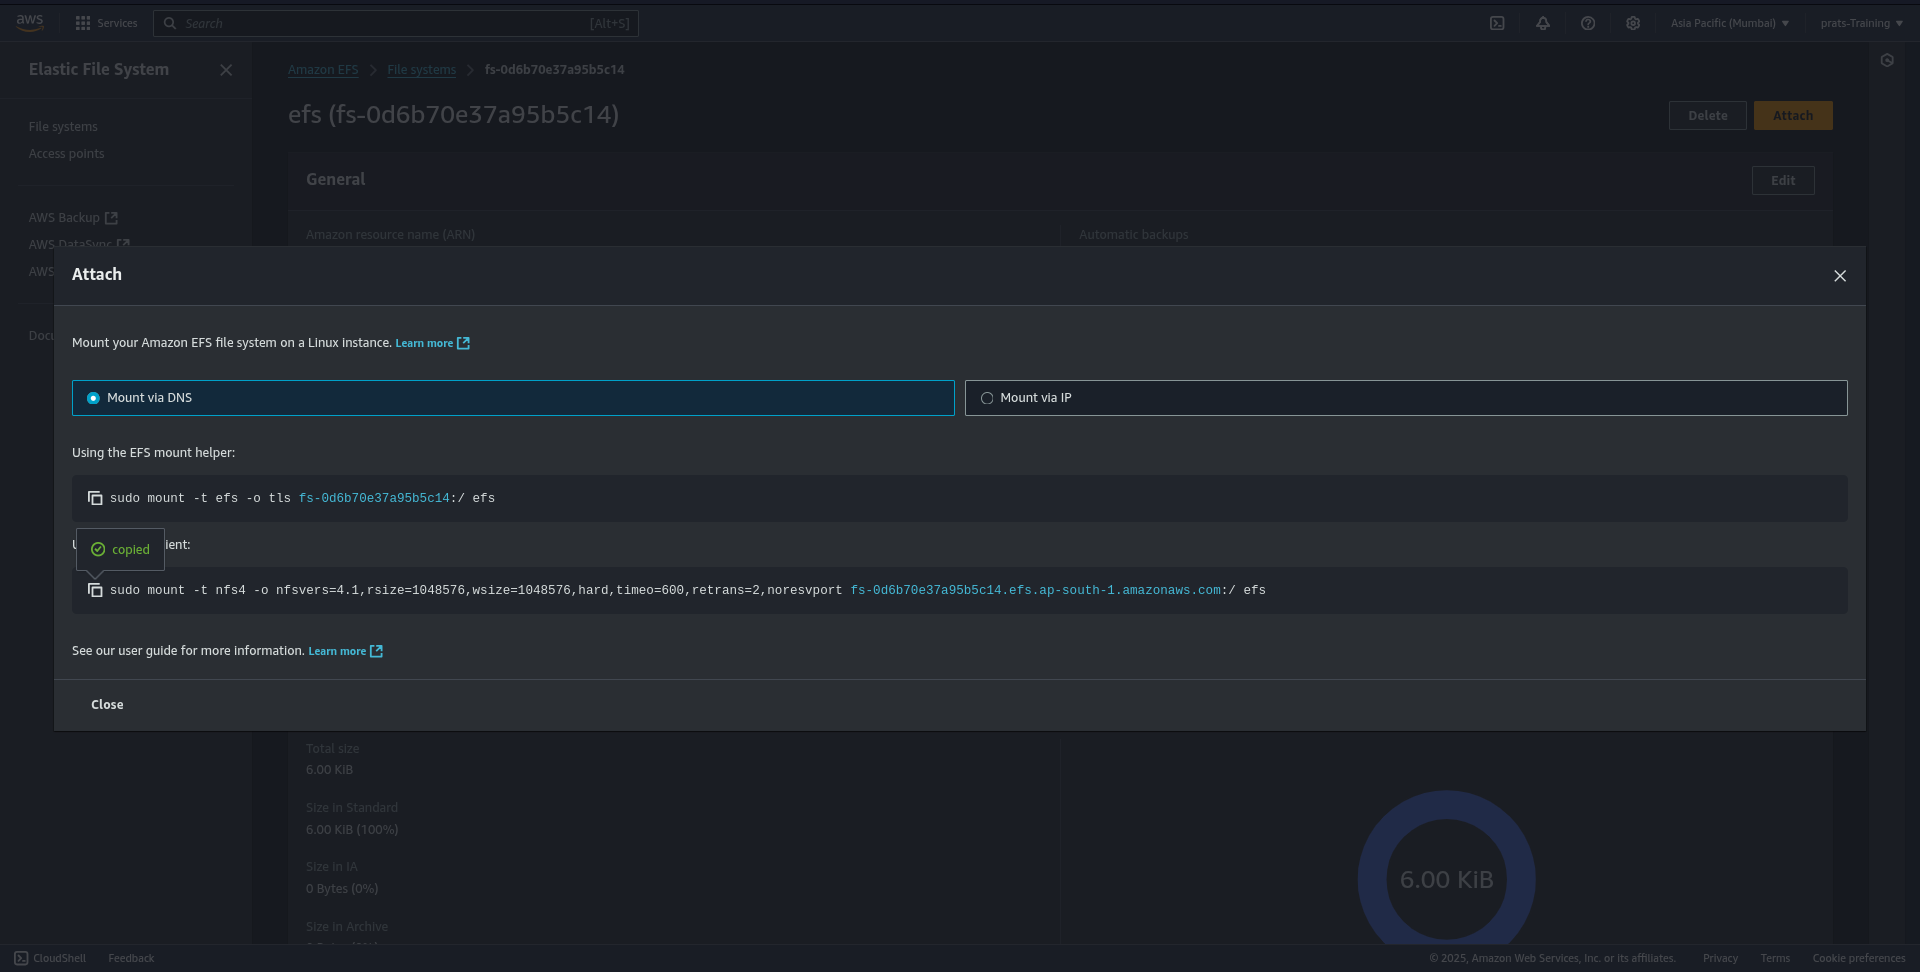 aws
Services
Search
[Alt+S]
Asia Pacific (Mumbai)
prats-Training
Elastic File System
Amazon EFS
File systems
fs-0d6b70e37a95b5c14
efs (fs-0d6b70e37a95b5c14)
Delete
Attach
File systems
Access points
General
Edit
AWS Backup
AWS DataSync
AWS
Amazon resource name (ARN)
Automatic backups
Attach
Mount your Amazon EFS file system on a Linux instance. Learn more
Mount via DNS
Mount via IP
Using the EFS mount helper:
sudo mount -t efs -o tls fs-0d6b70e37a95b5c14:/ efs
copied
sudo mount -t nfs4 -o nfsvers=4.1,rsize=1048576,wsize=1048576,hard,timeo=600,retrans=2,noresvport fs-0d6b70e37a95b5c14.efs.ap-south-1.amazonaws.com:/ efs
See our user guide for more information. Learn more
Close
Total size
6.00 KiB
Size in Standard
6.00 KiB (100%)
Size in IA
0 Bytes (0%)
Size in Archive
6.00 KiB
CloudShell
Feedback
© 2025, Amazon Web Services, Inc. or its affiliates.
Privacy
Terms
Cookie preferences